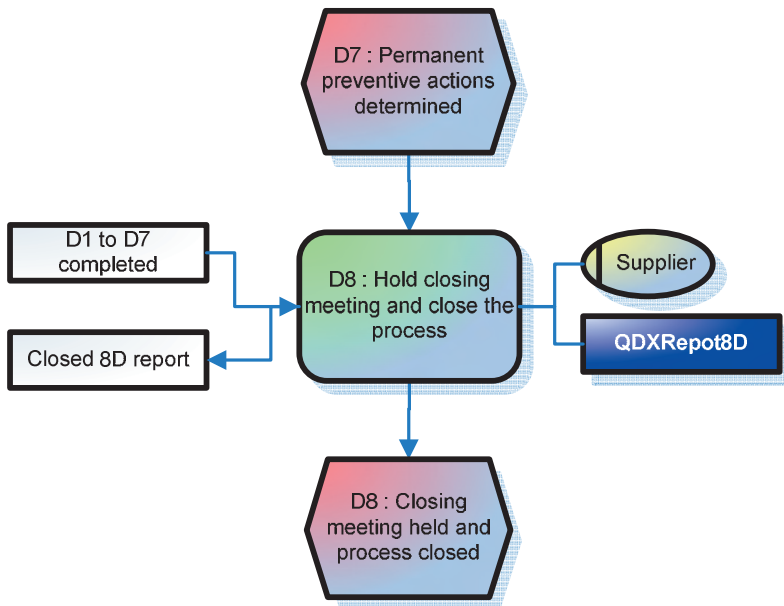 D7 : Permanent
preventive actions
determined
D1 to D7
completed
Closed 8D report
D8 : Hold closing
meeting and close the
process
Supplier
QDXRepot8D
D8 : Closing
meeting held and
process closed